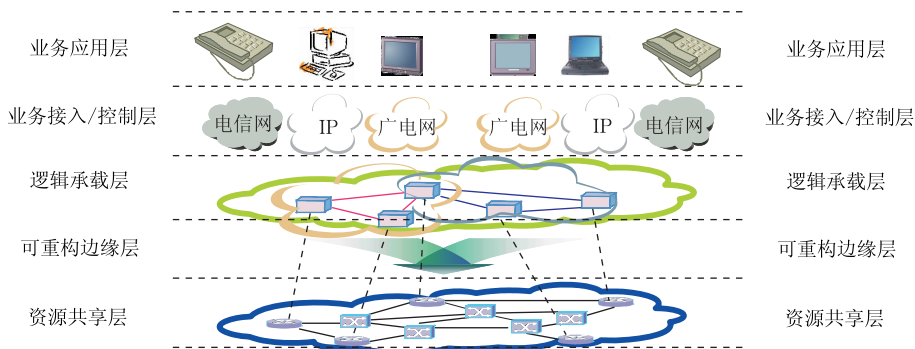 业务应用层 业务应用层
业务接入/控制层 电信网 IP 广电网 广电网 IP 电信网 业务接入/控制层
逻辑承载层 逻辑承载层
可重构边缘层 可重构边缘层
资源共享层 资源共享层